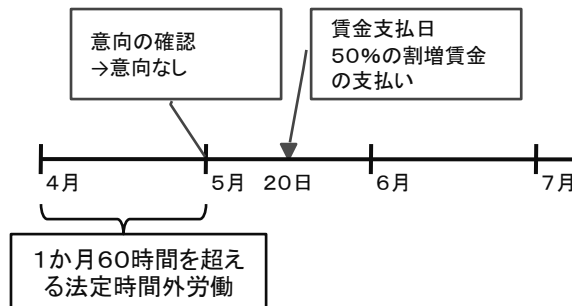 意向の確認
→意向なし
賃金支払日
50%の割増賃金
の支払い
4月
5月
20日
6月
7月
1か月60時間を超え
る法定時間外労働